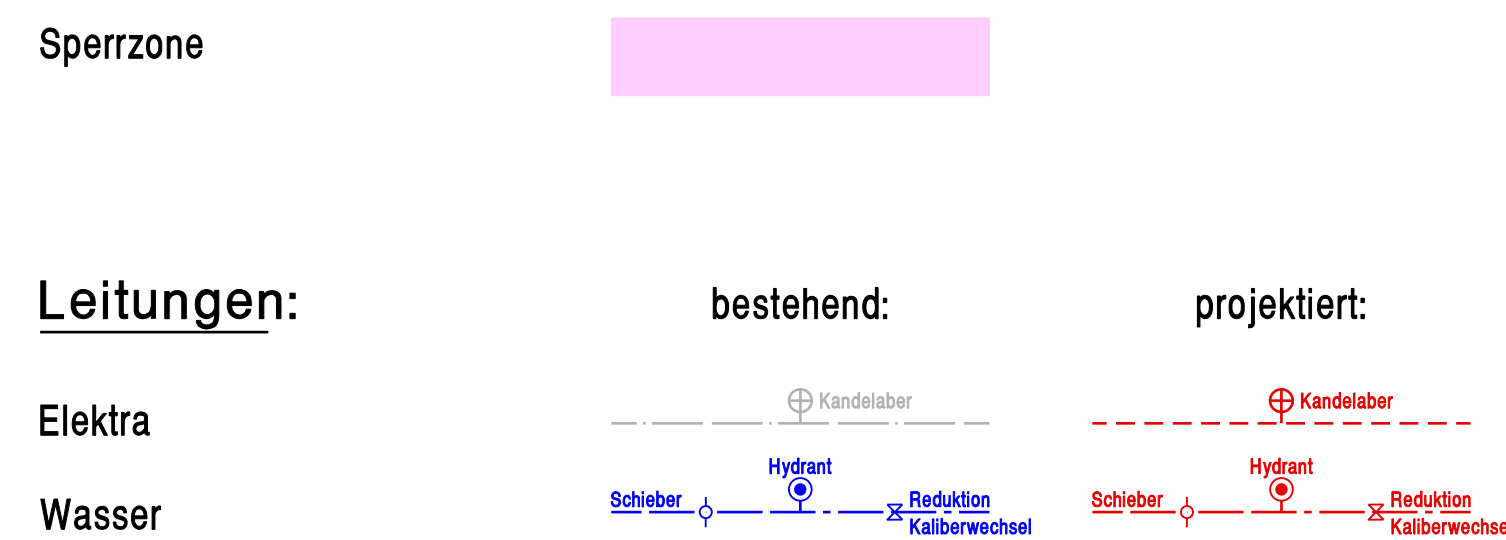 Sperrzone
Leitungen: bestehend: projektiert:
Elektra Kandelaber Kandelaber
Hydrant Hydrant
Wasser Schieber Reduktion Schieber Reduktion
Kaliberwechsel Kaliberwechse